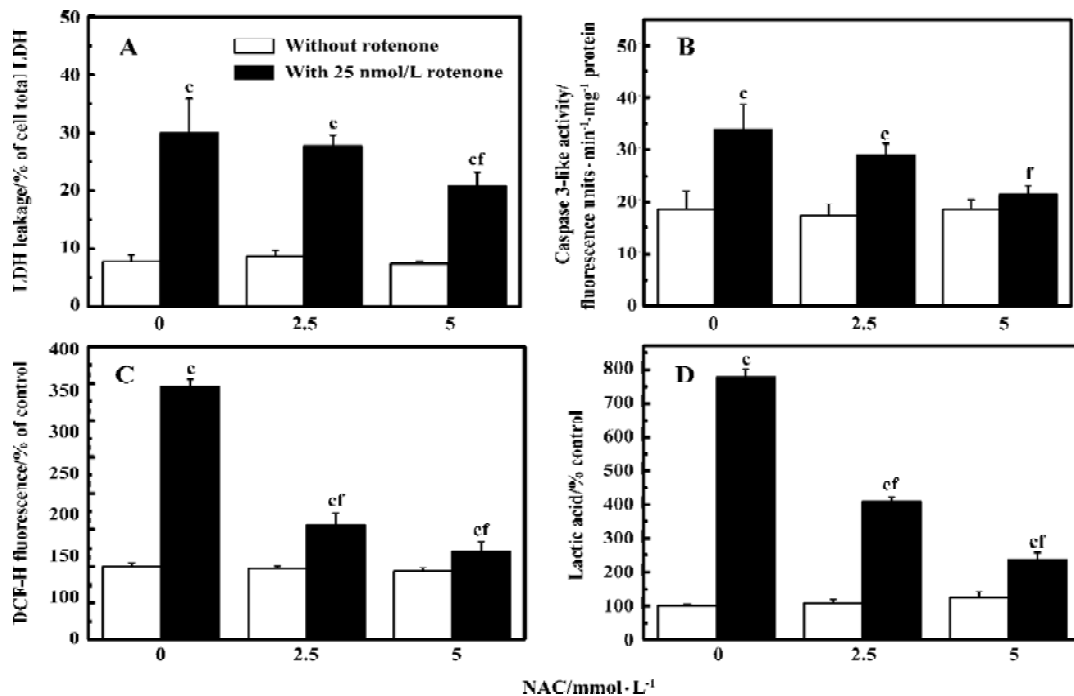 A
Without rotenone
With 25 nmol/L rotenone
LDH leakage/% of cell total LDH
50
40
30
20
10
0
c
c
cf
0 2.5 5
B
Caspase 3-like activity/
fluorescence units·min⁻¹·mg⁻¹ protein
50
40
30
20
10
0
c
c
f
0 2.5 5
C
DCF-H fluorescence/% of control
400
350
300
200
150
100
0
c
cf
cf
0 2.5 5
D
Lactic acid/% control
800
700
600
500
400
300
200
100
0
c
cf
cf
0 2.5 5
NAC/mmol·L⁻¹